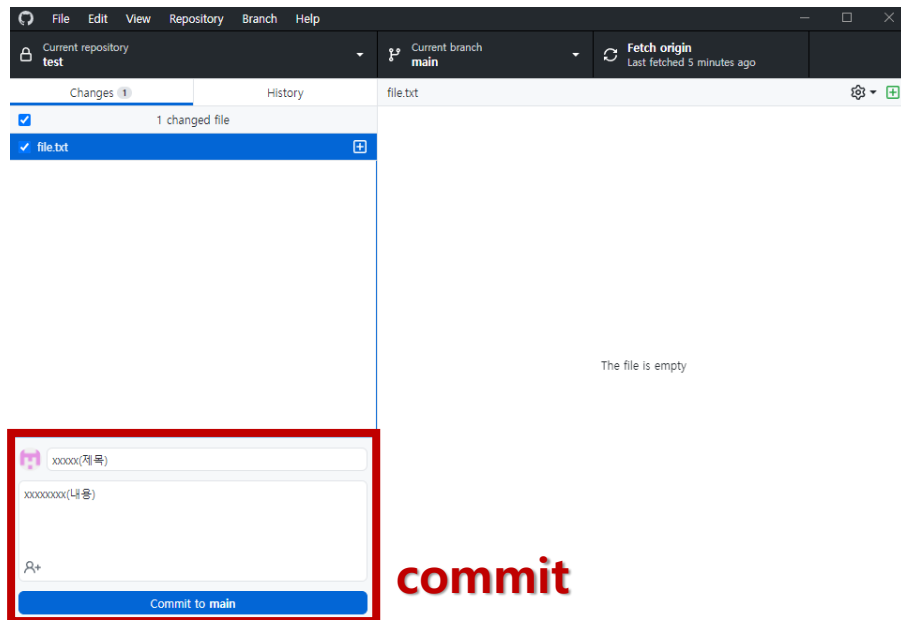 File Edit View Repository Branch Help
Current repository
test
Current branch
main
Fetch origin
Last fetched 5 minutes ago
Changes 1
History
file.txt
1 changed file
file.txt
The file is empty
xxxxx(제목)
xxxxxxxx(내용)
Commit to main
commit